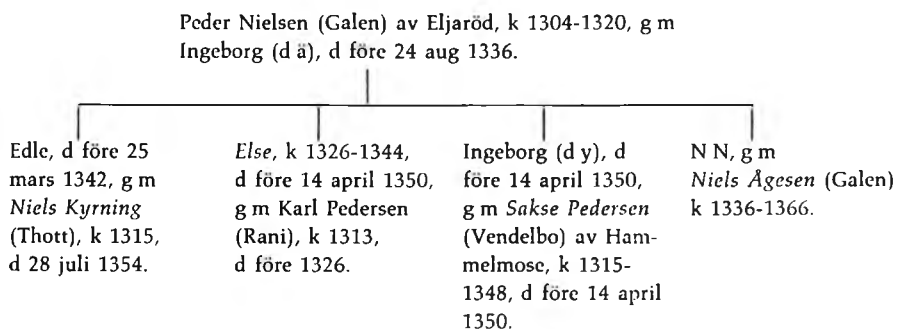 Peder Nielsen (Galen) av Eljaröd, k 1304-1320, g m
Ingeborg (d ä), d före 24 aug 1336.
Edle, d före 25
mars 1342, g m
Niels Kyrning
(Thott), k 1315,
d 28 juli 1354.
Else, k 1326-1344,
d före 14 april 1350,
g m Karl Pedersen
(Rani), k 1313,
d före 1326.
Ingeborg (d y), d
före 14 april 1350,
g m Sakse Pedersen
(Vendelbo) av Ham-
melmose, k 1315-
1348, d före 14 april
1350.
N N, g m
Niels Ågesen (Galen)
k 1336-1366.